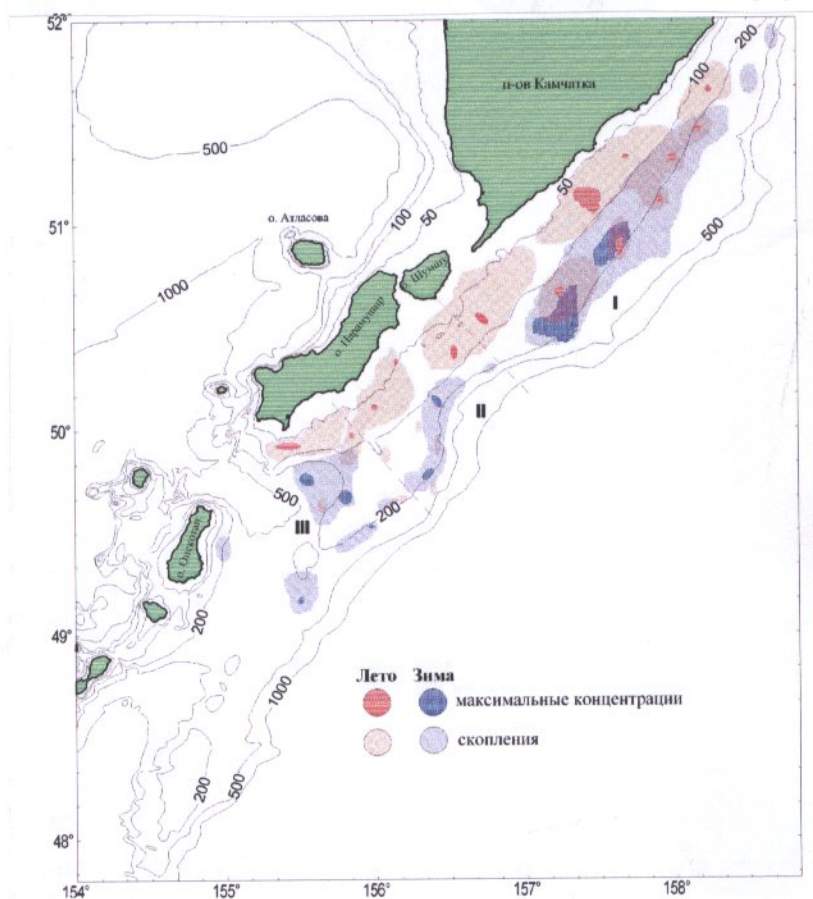 52°
200
100
п-ов Камчатка
500
50
51°
о. Атласова
100
50
500
о. Шумшу
1000
о. Парамушир
I
II
50°
500
200
III
о. Онекотан
200
49°
1000
Лето Зима
максимальные концентрации
скопления
200
500
48°
154° 155° 156° 157° 158°